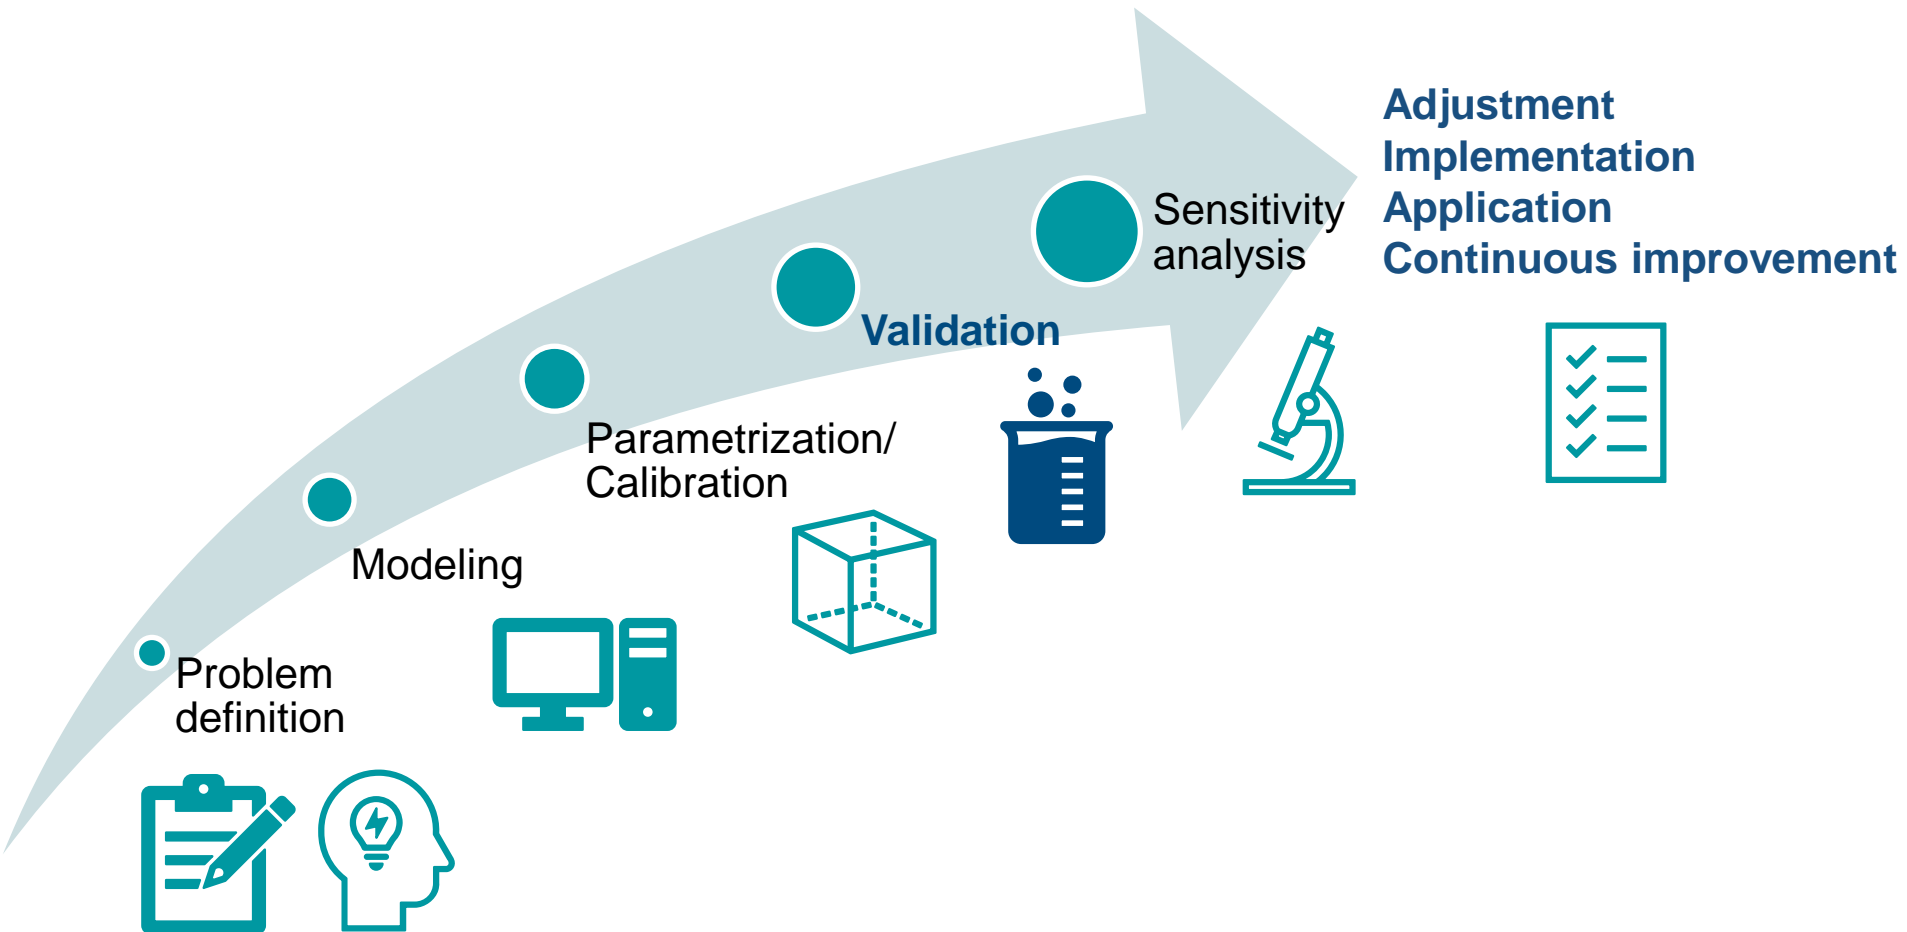 Problem
definition
Modeling
Parametrization/
Calibration
Validation
Sensitivity
analysis
Adjustment
Implementation
Application
Continuous improvement